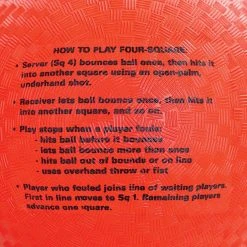 HOW TO PLAY FOUR-SQUARE:
• Server (Sq 4) bounces ball once, then hits it
into another square using an open-palm,
underhand shot.
• Receiver lets ball bounce once, then hits it
into another square, and so on.
• Play stops when a player fouls:
- hits ball before it bounces
- lets ball bounce more than once
- hits ball out of bounds or on line
- uses overhand throw or fist
• Player who fouled joins line of waiting players.
First in line moves to Sq 1. Remaining players
advance one square.